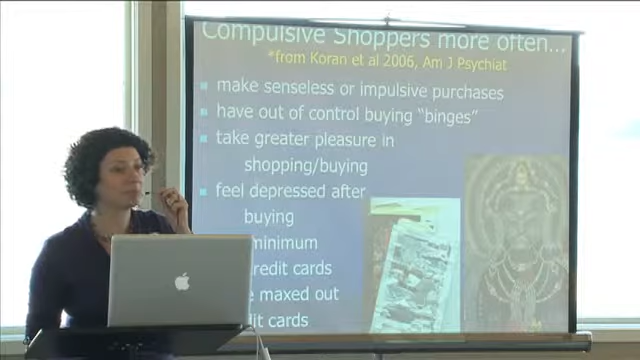 Compulsive Shoppers more often...
*from Koran et al 2006, Am J Psychiat
make senseless or impulsive purchases
have out of control buying "binges"
take greater pleasure in
shopping/buying
feel depressed after
buying
minimum
credit cards
maxed out
cards